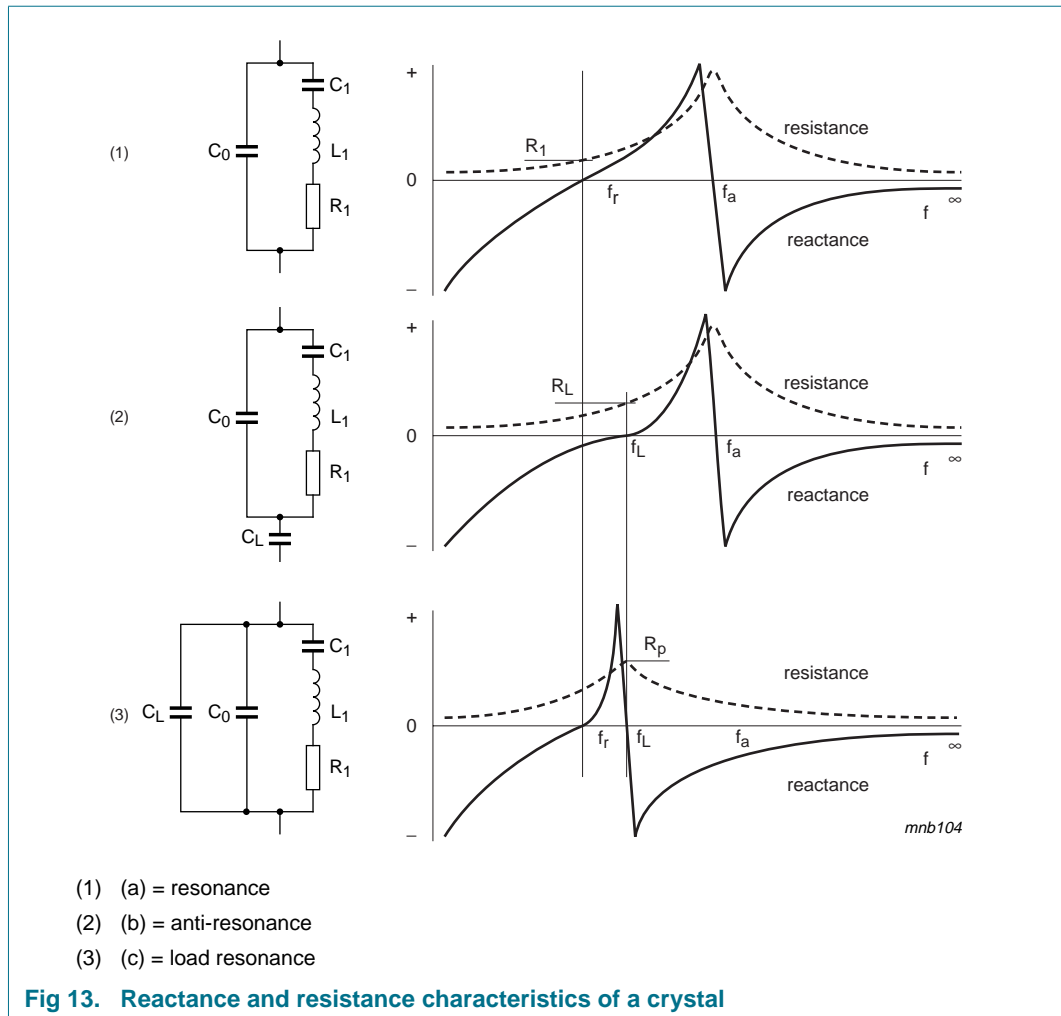 C1
L1
R1
C0
(1)
+
0
−
R1
fr
fa
f
∞
resistance
reactance
C1
L1
R1
C0
CL
(2)
+
0
−
RL
fL
fa
f
∞
resistance
reactance
C1
L1
R1
C0
CL
(3)
+
0
−
Rp
fr
fL
fa
f
∞
resistance
reactance
mnb104
(1) (a) = resonance
(2) (b) = anti-resonance
(3) (c) = load resonance
Fig 13. Reactance and resistance characteristics of a crystal